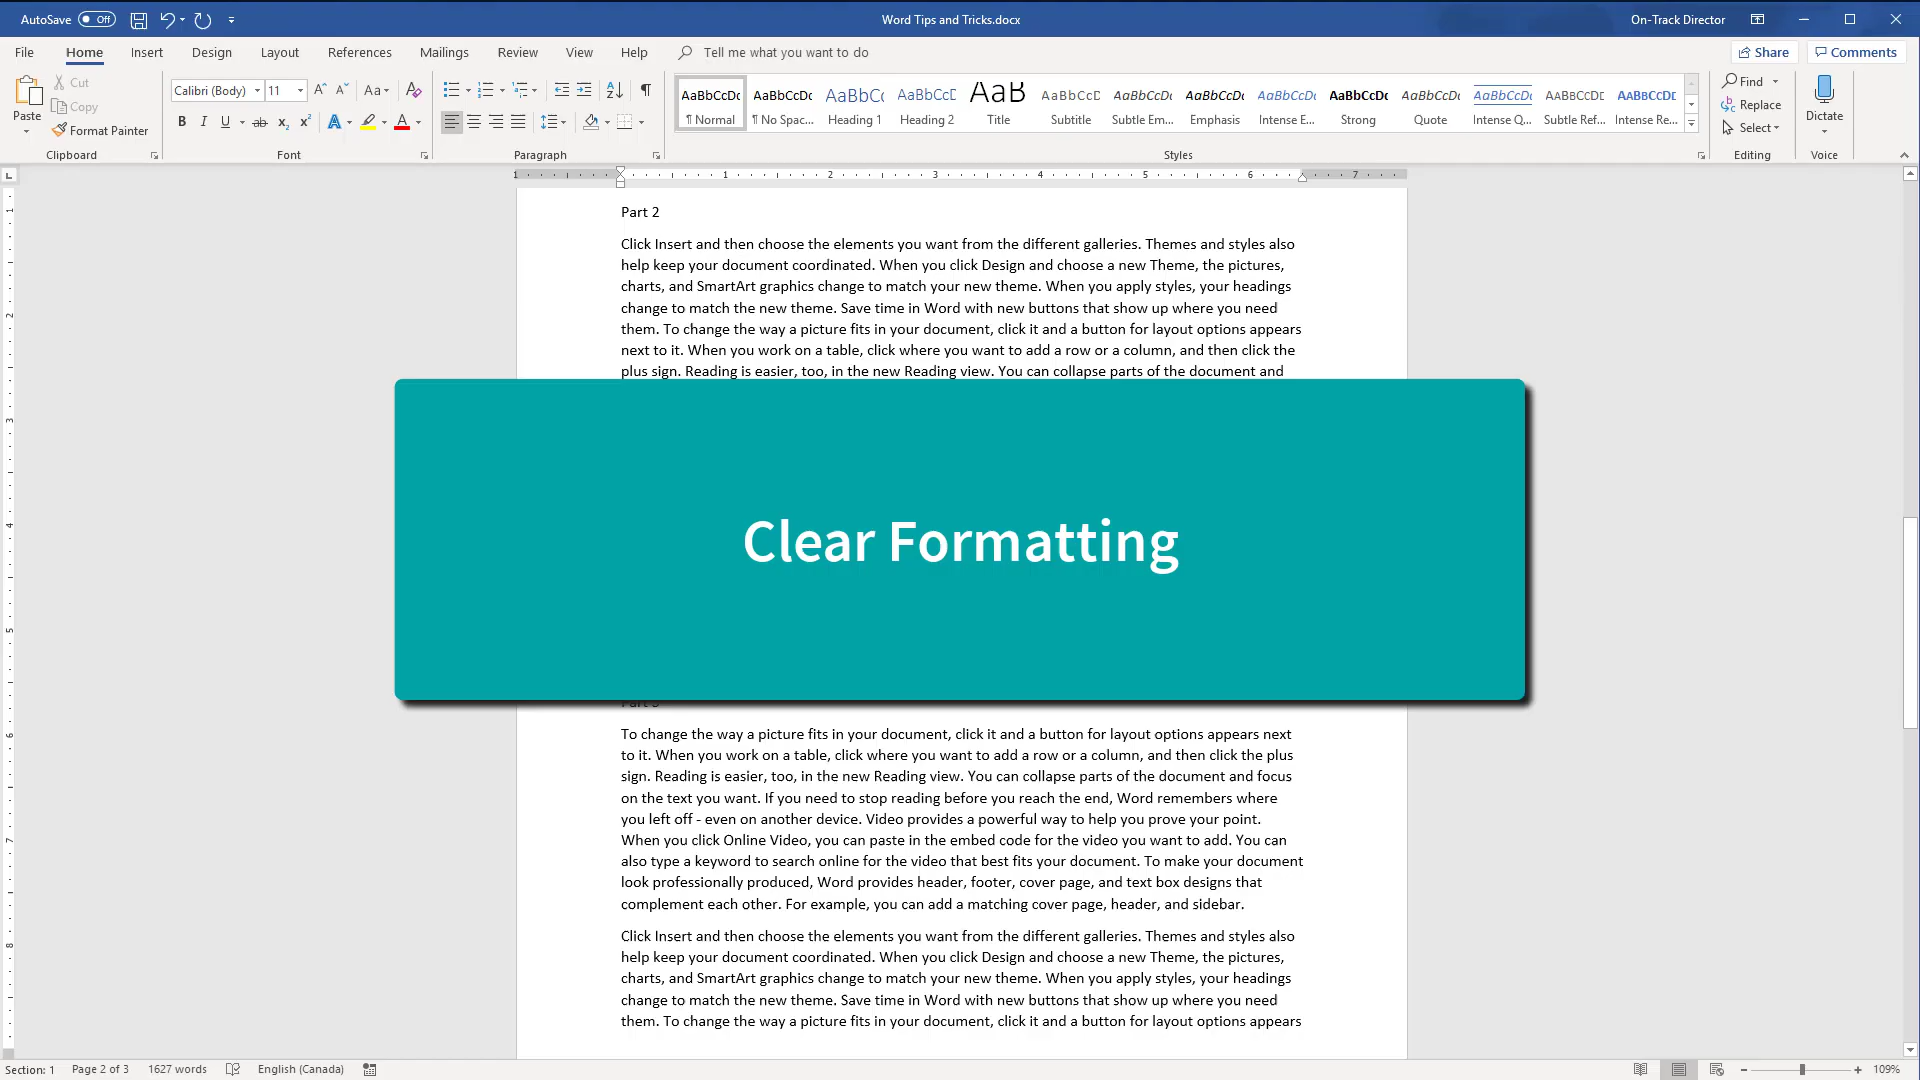 AutoSave Off Word Tips and Tricks.docx On-Track Director
File Home Insert Design Layout References Mailings Review View Help Tell me what you want to do Share Comments
Paste Cut Copy Format Painter
Calibri (Body) 11 Aa
B I U ab x₂ x² A A
AaBbCcDc AaBbCcDc AaBbCc AaBbCcD AaB AaBbCcD AaBbCcDc AaBbCcDc AaBbCcDc AaBbCcDc AaBbCcDc AaBbCcDc AaBbCcDd AaBbCcDd
¶ Normal ¶ No Spac... Heading 1 Heading 2 Title Subtitle Subtle Em... Emphasis Intense E... Strong Quote Intense Q... Subtle Ref... Intense Re...
Find Replace Select Dictate
Clipboard Font Paragraph Styles Editing Voice
1 1 2 3 4 5 6 7
Part 2
Click Insert and then choose the elements you want from the different galleries. Themes and styles also
help keep your document coordinated. When you click Design and choose a new Theme, the pictures,
charts, and SmartArt graphics change to match your new theme. When you apply styles, your headings
change to match the new theme. Save time in Word with new buttons that show up where you need
them. To change the way a picture fits in your document, click it and a button for layout options appears
next to it. When you work on a table, click where you want to add a row or a column, and then click the
plus sign. Reading is easier, too, in the new Reading view. You can collapse parts of the document and
Clear Formatting
To change the way a picture fits in your document, click it and a button for layout options appears next
to it. When you work on a table, click where you want to add a row or a column, and then click the plus
sign. Reading is easier, too, in the new Reading view. You can collapse parts of the document and focus
on the text you want. If you need to stop reading before you reach the end, Word remembers where
you left off - even on another device. Video provides a powerful way to help you prove your point.
When you click Online Video, you can paste in the embed code for the video you want to add. You can
also type a keyword to search online for the video that best fits your document. To make your document
look professionally produced, Word provides header, footer, cover page, and text box designs that
complement each other. For example, you can add a matching cover page, header, and sidebar.
Click Insert and then choose the elements you want from the different galleries. Themes and styles also
help keep your document coordinated. When you click Design and choose a new Theme, the pictures,
charts, and SmartArt graphics change to match your new theme. When you apply styles, your headings
change to match the new theme. Save time in Word with new buttons that show up where you need
them. To change the way a picture fits in your document, click it and a button for layout options appears
Section: 1 Page 2 of 3 1627 words English (Canada) 109%